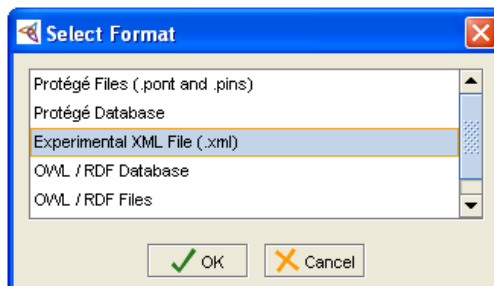 Select Format
Protégé Files (.pont and .pins)
Protégé Database
Experimental XML File (.xml)
OWL / RDF Database
OWL / RDF Files
OK
Cancel